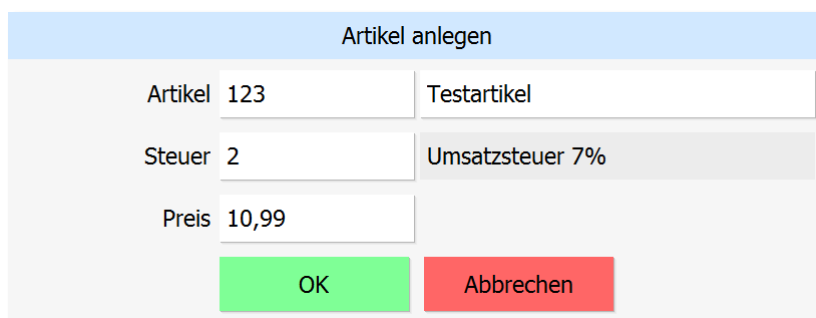 Artikel anlegen
Artikel 123 Testartikel
Steuer 2 Umsatzsteuer 7%
Preis 10,99
OK Abbrechen